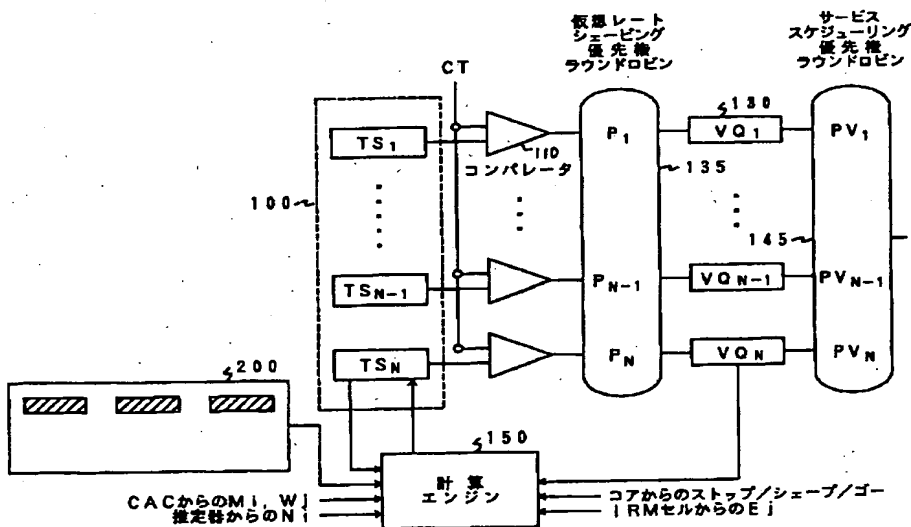 仮想レート
シェーピング
優先権
ラウンドロビン
サービス
スケジューリング
優先権
ラウンドロビン
CT
TS1
110
コンパレータ
P1
130
VQ1
PV1
135
100
145
TSN-1
PN-1
VQN-1
PVN-1
TSN
PN
VQN
PVN
200
150
計算
エンジン
CACからのMi, Wj
推定器からのNi
コアからのストップ/シェープ/ゴー
IRMセルからのEj